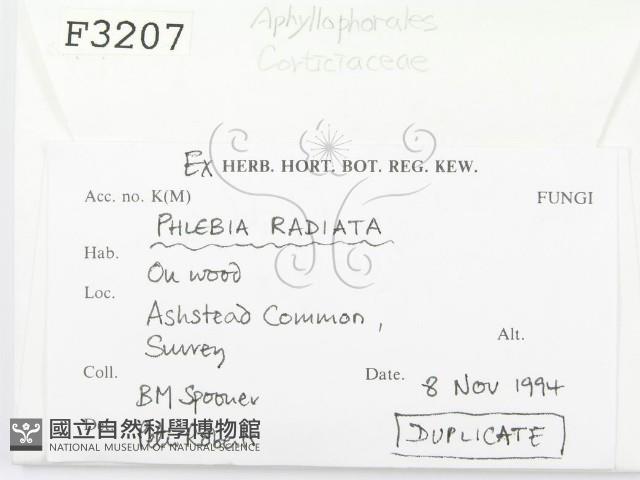 F3207
Aphyllophorales
Corticiaceae
Ex HERB. HORT. BOT. REG. KEW.
Acc. no. K(M)
FUNGI
PHLEBIA RADIATA
Hab.
On wood
Loc.
Ashstead Common,
Surrey
Alt.
Coll.
BM Spooner
Date. 8 Nov 1994
DUPLICATE
國立自然科學博物館
NATIONAL MUSEUM OF NATURAL SCIENCE